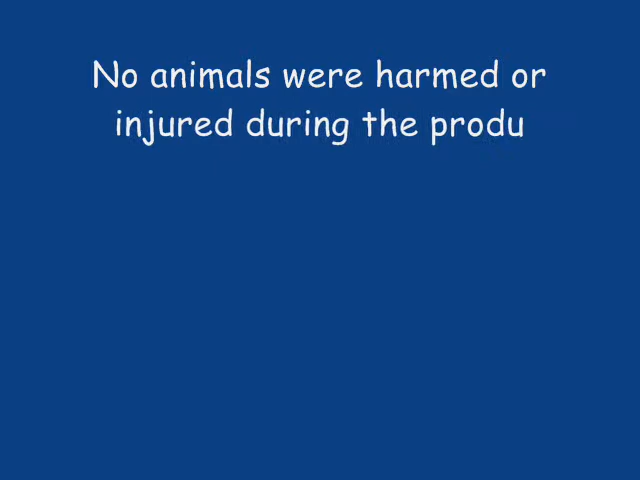 No animals were harmed or
injured during the produ